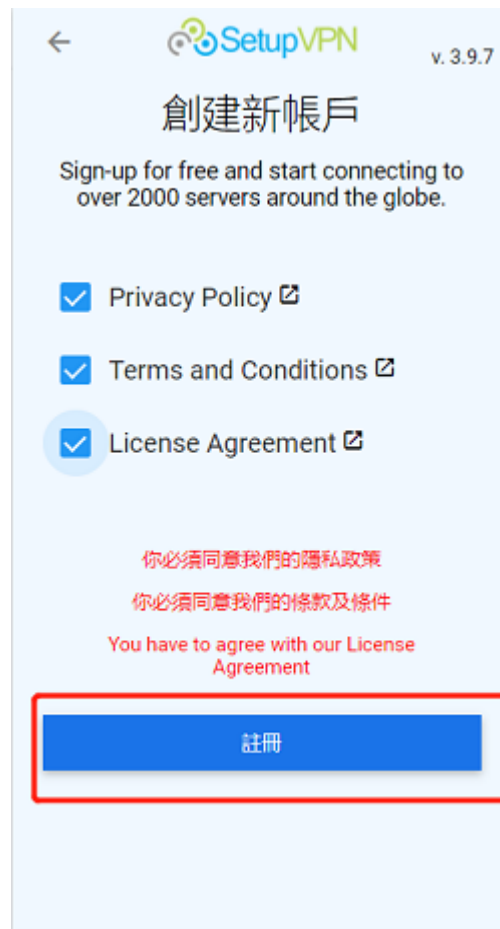 SetupVPN
v. 3.9.7
創建新帳戶
Sign-up for free and start connecting to
over 2000 servers around the globe.
Privacy Policy
Terms and Conditions
License Agreement
你必須同意我們的隱私政策
你必須同意我們的條款及條件
You have to agree with our License
Agreement
註冊